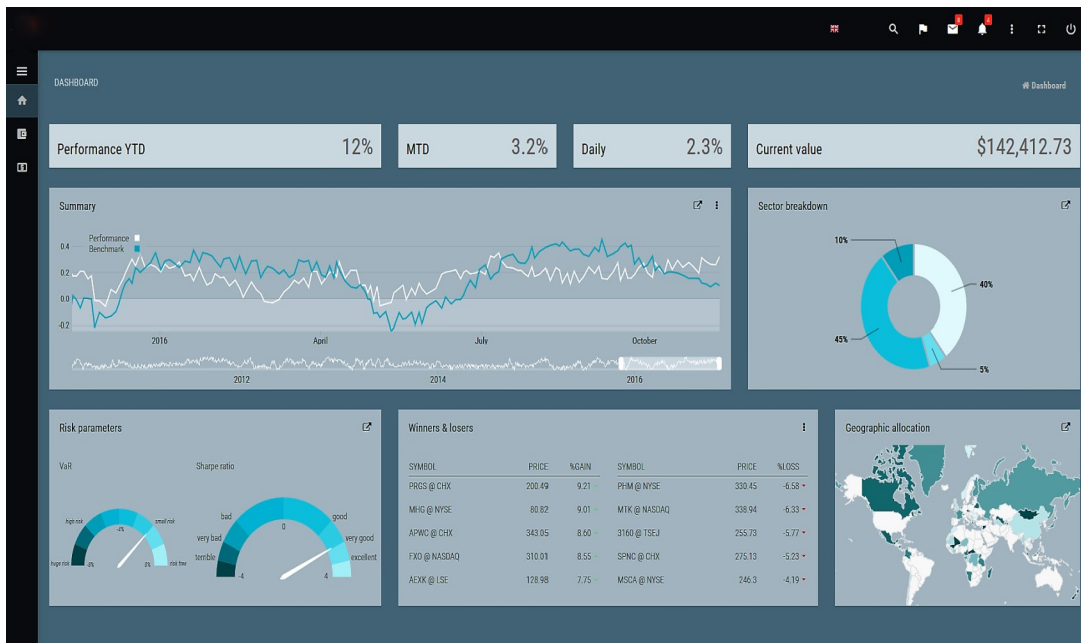 8 4
DASHBOARD
Dashboard
Performance YTD 12%
MTD 3.2%
Daily 2.3%
Current value $142,412.73
Summary
Performance
Benchmark
0.4
0.2
0.0
-0.2
2016 April July October
2012 2014 2016
Sector breakdown
10%
40%
45%
5%
Risk parameters
VaR Sharpe ratio
high risk -4% small risk
huge risk -8% 0% risk free
bad 0 good
very bad very good
terrible excellent
-4 4
Winners & losers
SYMBOL PRICE %GAIN SYMBOL PRICE %LOSS
PRGS @ CHX 200.49 9.21 PHM @ NYSE 330.45 -6.58
MHG @ NYSE 80.82 9.01 MTK @ NASDAQ 338.94 -6.33
APWC @ CHX 343.05 8.60 3160 @ TSEJ 255.73 -5.77
FXO @ NASDAQ 310.01 8.55 SPNC @ CHX 275.13 -5.23
AEXK @ LSE 128.98 7.75 MSCA @ NYSE 246.3 -4.19
Geographic allocation